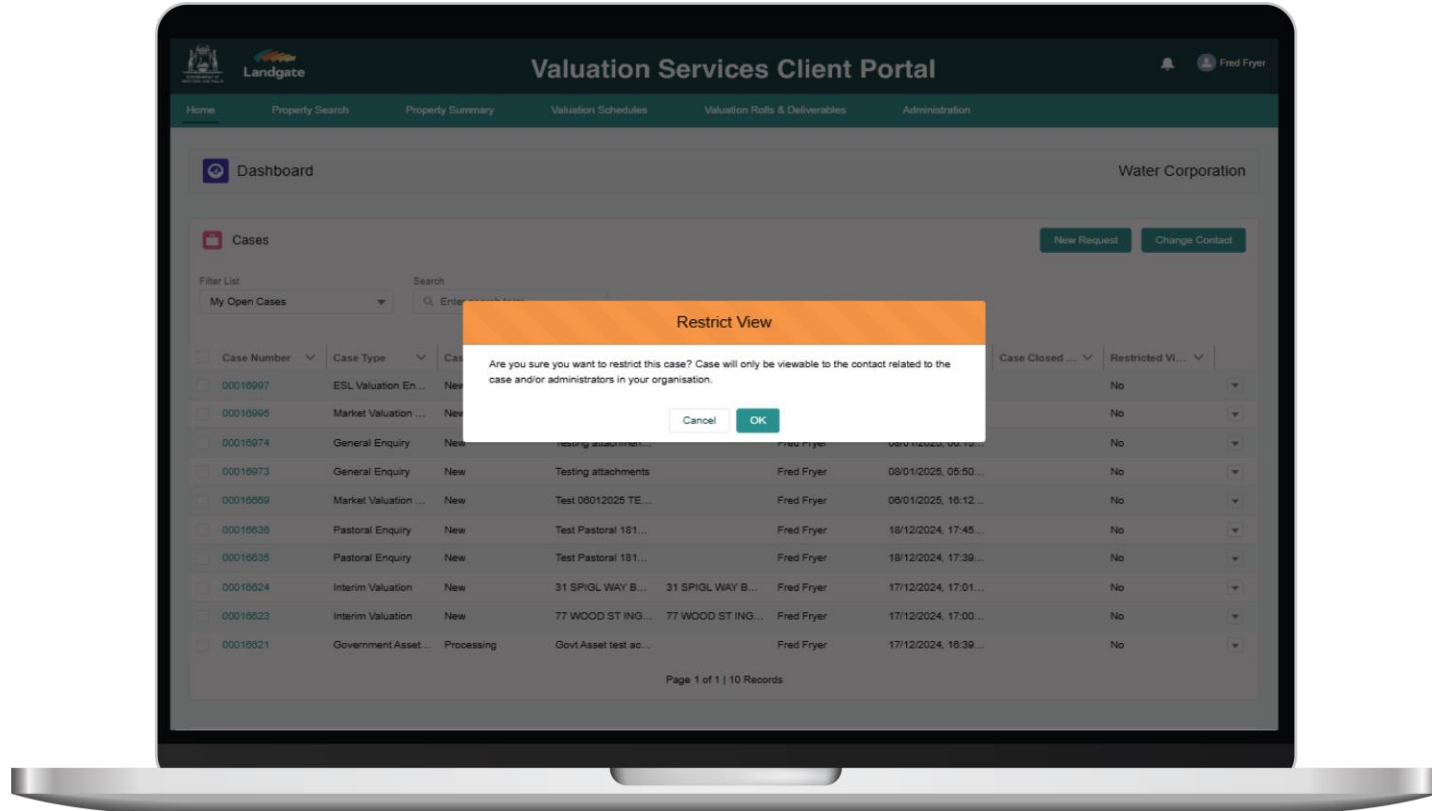 Landgate
Valuation Services Client Portal
Fred Fryer
Home Property Search Property Summary Valuation Schedules Valuation Rolls & Deliverables Administration
Dashboard
Water Corporation
Cases
New Request Change Contact
Filter List Search
My Open Cases
Restrict View
Are you sure you want to restrict this case? Case will only be viewable to the contact related to the
case and/or administrators in your organisation.
Cancel OK
Case Number Case Type Cas Case Closed ... Restricted Vi...
00016997 ESL Valuation En... New No
00016995 Market Valuation ... New No
00016974 General Enquiry New No
00016973 General Enquiry New Testing attachments Fred Fryer 08/01/2025, 05:50... No
00016669 Market Valuation ... New Test 06012025 TE... Fred Fryer 06/01/2025, 16:12... No
00016636 Pastoral Enquiry New Test Pastoral 181... Fred Fryer 18/12/2024, 17:45... No
00016635 Pastoral Enquiry New Test Pastoral 181... Fred Fryer 18/12/2024, 17:39... No
00016624 Interim Valuation New 31 SPIGL WAY B... 31 SPIGL WAY B... Fred Fryer 17/12/2024, 17:01... No
00016623 Interim Valuation New 77 WOOD ST ING... 77 WOOD ST ING... Fred Fryer 17/12/2024, 17:00... No
00016621 Government Asset... Processing Govt Asset test ac... Fred Fryer 17/12/2024, 16:39... No
Page 1 of 1 | 10 Records